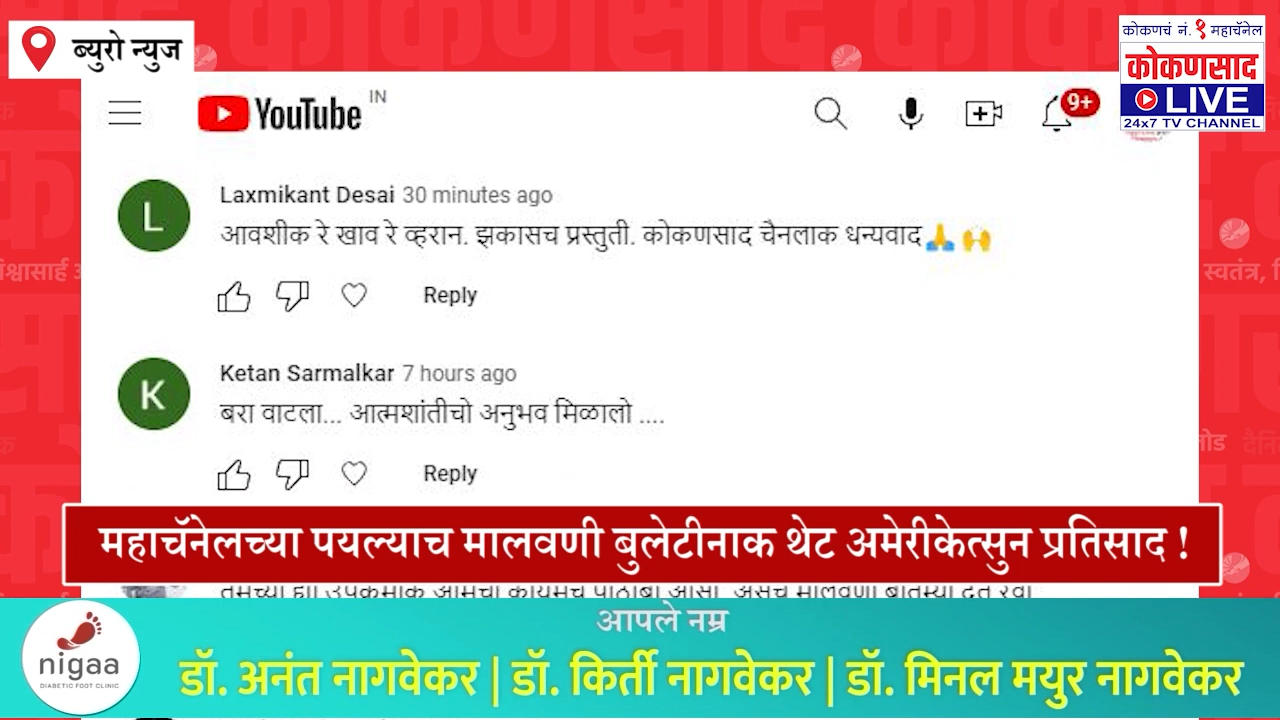 ब्युरो न्युज
कोकणचं नं. १ महाचॅनेल
कोकणसाद
LIVE
24x7 TV CHANNEL
YouTube IN
9+
Laxmikant Desai 30 minutes ago
आवशीक रे खाव रे व्हरान. झकासच प्रस्तुती. कोकणसाद चैनलाक धन्यवाद🙏 🙌
Reply
Ketan Sarmalkar 7 hours ago
बरा वाटला... आत्मशांतीचो अनुभव मिळालो ....
Reply
महाचॅनेलच्या पयल्याच मालवणी बुलेटीनाक थेट अमेरीकेत्सुन प्रतिसाद !
आपले नम्र
nigaa
DIABETIC FOOT CLINIC
डॉ. अनंत नागवेकर | डॉ. किर्ती नागवेकर | डॉ. मिनल मयुर नागवेकर